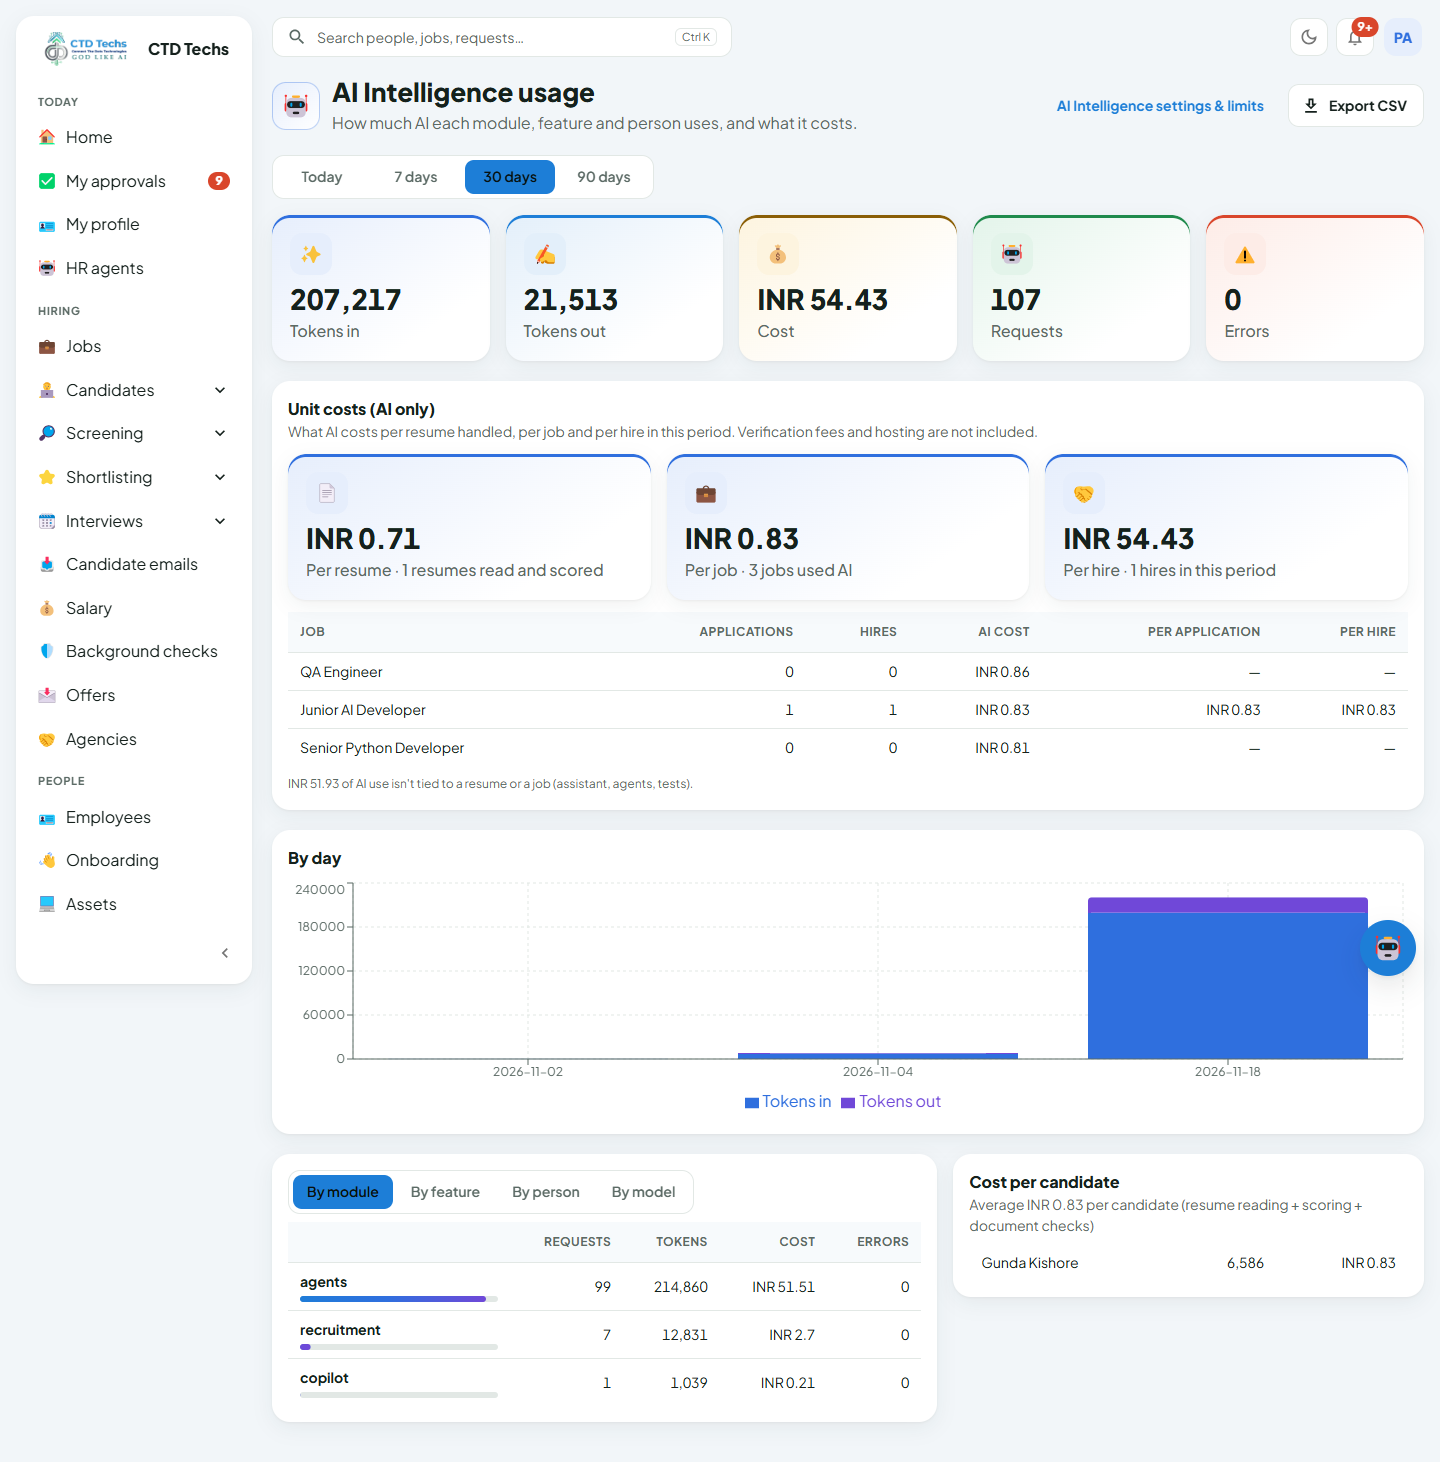 CTD Techs
GOD LIKE AI
CTD Techs
Search people, jobs, requests...
Ctrl K
9+
PA
TODAY
Home
My approvals
9
My profile
HR agents
HIRING
Jobs
Candidates
Screening
Shortlisting
Interviews
Candidate emails
Salary
Background checks
Offers
Agencies
PEOPLE
Employees
Onboarding
Assets
AI Intelligence usage
How much AI each module, feature and person uses, and what it costs.
AI Intelligence settings & limits
Export CSV
Today 7 days 30 days 90 days
207,217
Tokens in
21,513
Tokens out
INR 54.43
Cost
107
Requests
0
Errors
Unit costs (AI only)
What AI costs per resume handled, per job and per hire in this period. Verification fees and hosting are not included.
INR 0.71
Per resume · 1 resumes read and scored
INR 0.83
Per job · 3 jobs used AI
INR 54.43
Per hire · 1 hires in this period
JOB APPLICATIONS HIRES AI COST PER APPLICATION PER HIRE
QA Engineer 0 0 INR 0.86 — —
Junior AI Developer 1 1 INR 0.83 INR 0.83 INR 0.83
Senior Python Developer 0 0 INR 0.81 — —
INR 51.93 of AI use isn't tied to a resume or a job (assistant, agents, tests).
By day
240000
180000
120000
60000
0
2026-11-02 2026-11-04 2026-11-18
Tokens in Tokens out
By module By feature By person By model
REQUESTS TOKENS COST ERRORS
agents 99 214,860 INR 51.51 0
recruitment 7 12,831 INR 2.7 0
copilot 1 1,039 INR 0.21 0
Cost per candidate
Average INR 0.83 per candidate (resume reading + scoring +
document checks)
Gunda Kishore 6,586 INR 0.83